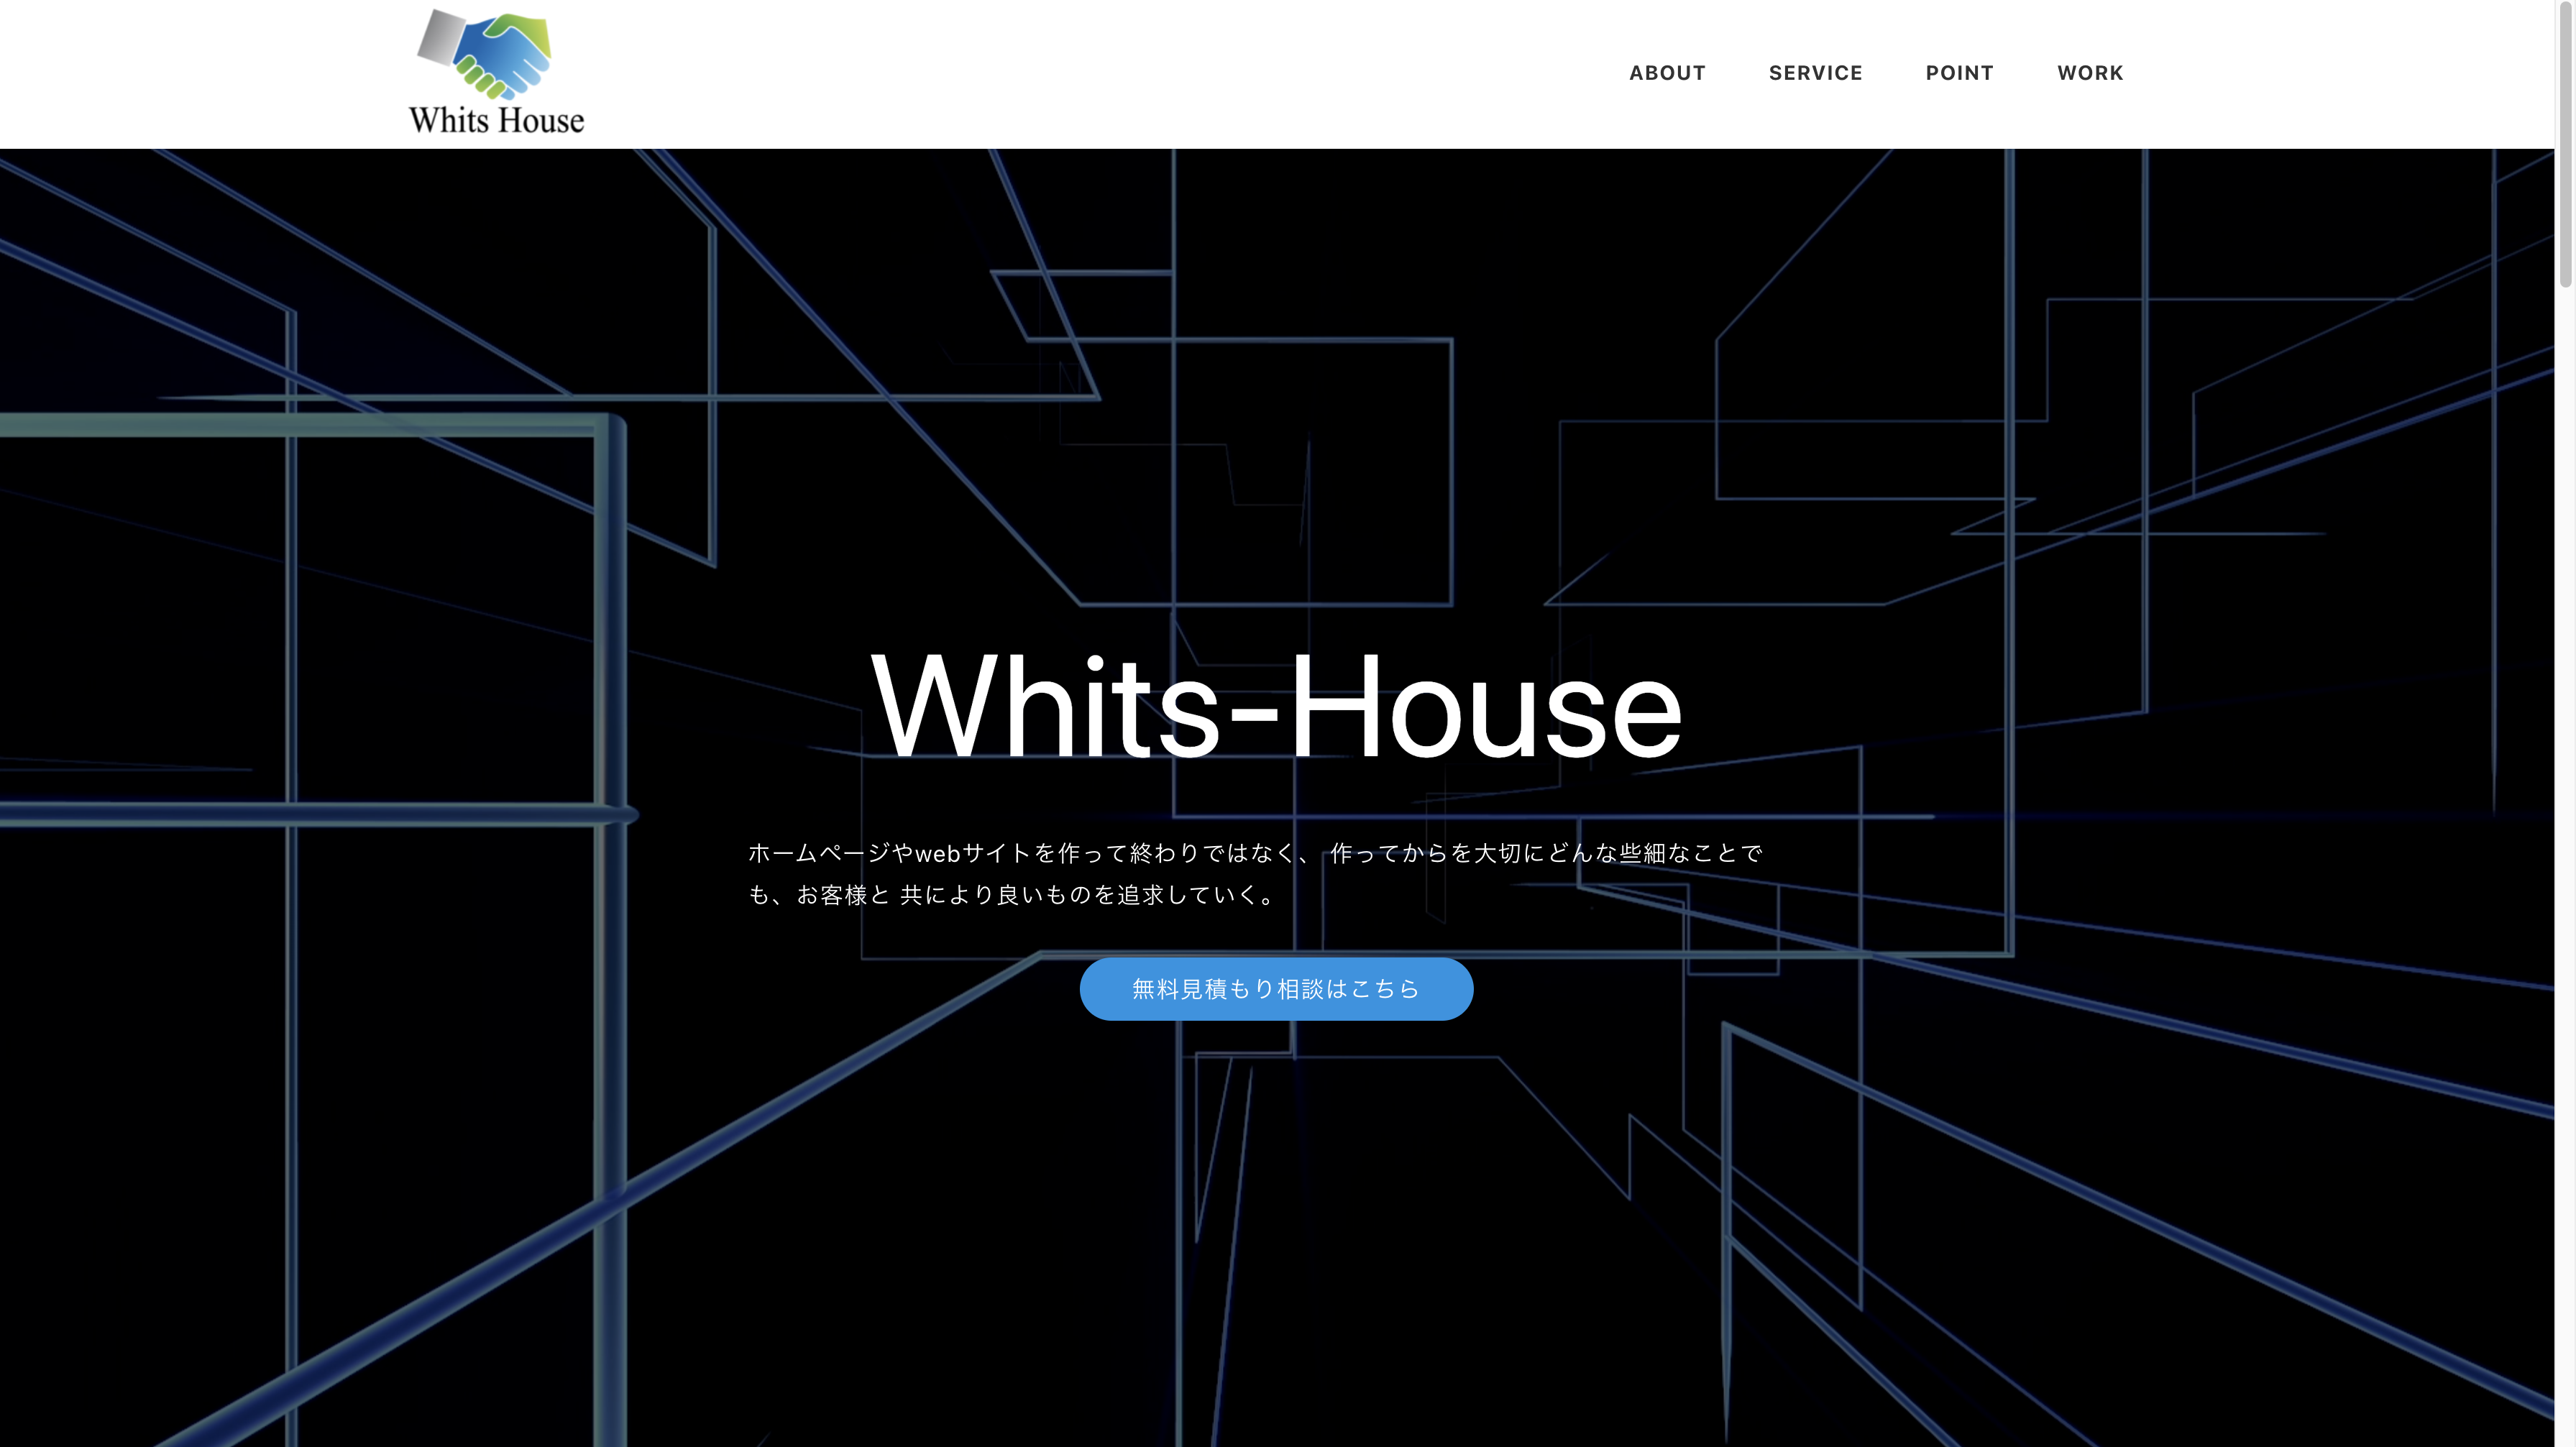 Whits House
ABOUT SERVICE POINT WORK
Whits-House
ホームページやwebサイトを作って終わりではなく、 作ってからを大切にどんな些細なことで
も、お客様と 共により良いものを追求していく。
無料見積もり相談はこちら